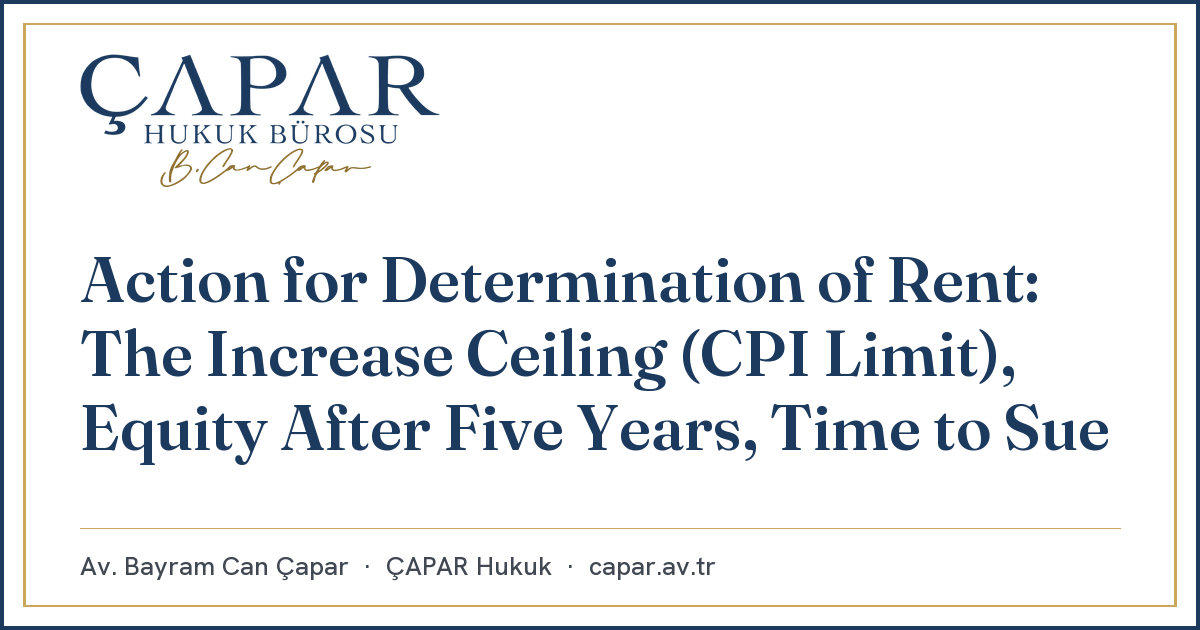 ÇAPAR
HUKUK BÜROSU
B. Can Çapar
Action for Determination of Rent:
The Increase Ceiling (CPI Limit),
Equity After Five Years, Time to Sue
Av. Bayram Can Çapar · ÇAPAR Hukuk · capar.av.tr